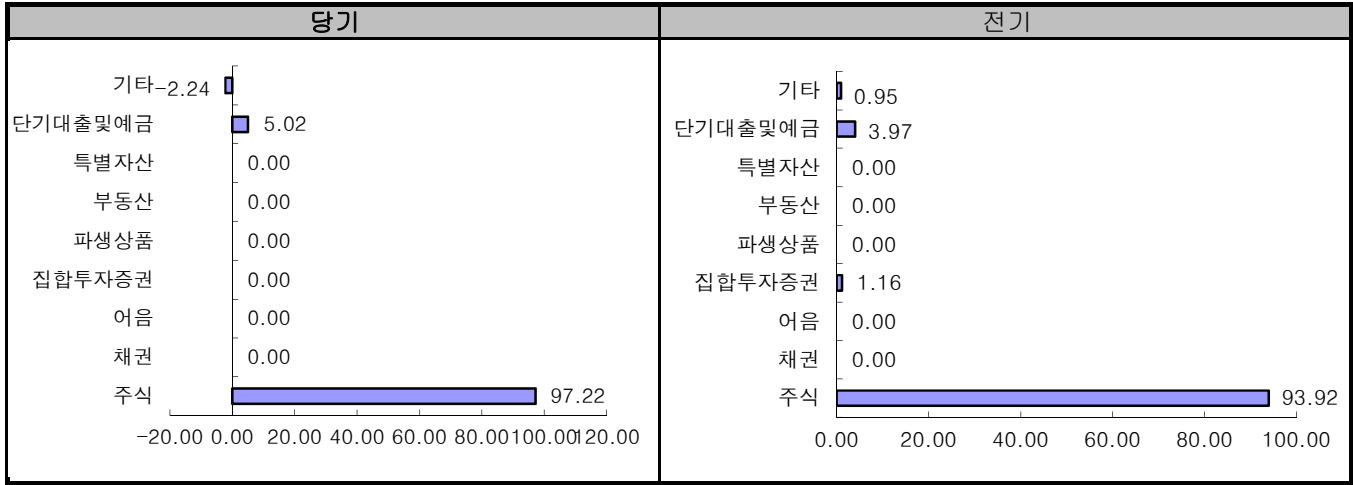 당기
기타 -2.24
단기대출및예금 5.02
특별자산 0.00
부동산 0.00
파생상품 0.00
집합투자증권 0.00
어음 0.00
채권 0.00
주식 97.22
-20.00 0.00 20.00 40.00 60.00 80.00 100.00 120.00
전기
기타 0.95
단기대출및예금 3.97
특별자산 0.00
부동산 0.00
파생상품 0.00
집합투자증권 1.16
어음 0.00
채권 0.00
주식 93.92
0.00 20.00 40.00 60.00 80.00 100.00